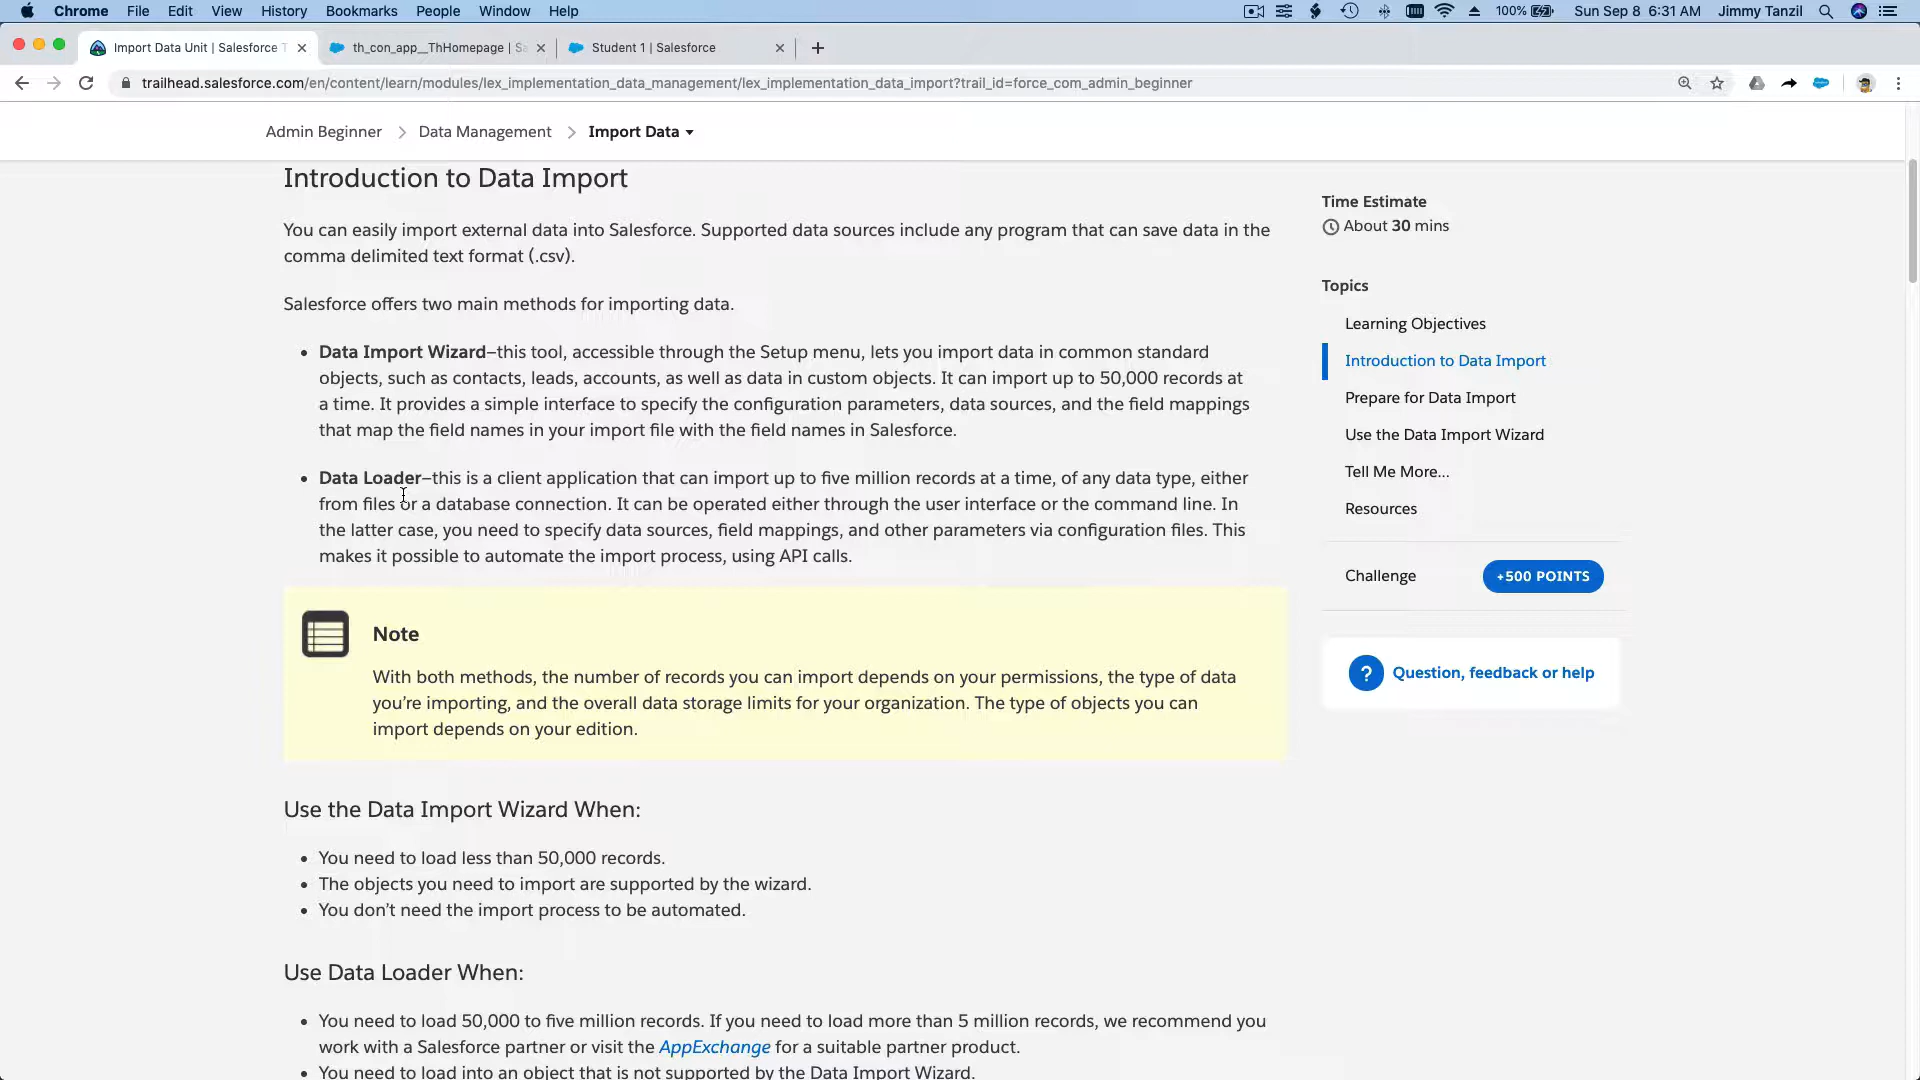 Chrome File Edit View History Bookmarks People Window Help 100% Sun Sep 8 6:31 AM Jimmy Tanzil
Import Data Unit | Salesforce T th_con_app__ThHomepage | Sa Student 1 | Salesforce
trailhead.salesforce.com/en/content/learn/modules/lex_implementation_data_management/lex_implementation_data_import?trail_id=force_com_admin_beginner
Admin Beginner > Data Management > Import Data
Introduction to Data Import
You can easily import external data into Salesforce. Supported data sources include any program that can save data in the
comma delimited text format (.csv).
Salesforce offers two main methods for importing data.
• Data Import Wizard—this tool, accessible through the Setup menu, lets you import data in common standard
objects, such as contacts, leads, accounts, as well as data in custom objects. It can import up to 50,000 records at
a time. It provides a simple interface to specify the configuration parameters, data sources, and the field mappings
that map the field names in your import file with the field names in Salesforce.
• Data Loader—this is a client application that can import up to five million records at a time, of any data type, either
from files or a database connection. It can be operated either through the user interface or the command line. In
the latter case, you need to specify data sources, field mappings, and other parameters via configuration files. This
makes it possible to automate the import process, using API calls.
Note
With both methods, the number of records you can import depends on your permissions, the type of data
you're importing, and the overall data storage limits for your organization. The type of objects you can
import depends on your edition.
Use the Data Import Wizard When:
• You need to load less than 50,000 records.
• The objects you need to import are supported by the wizard.
• You don't need the import process to be automated.
Use Data Loader When:
• You need to load 50,000 to five million records. If you need to load more than 5 million records, we recommend you
work with a Salesforce partner or visit the AppExchange for a suitable partner product.
• You need to load into an object that is not supported by the Data Import Wizard.
Time Estimate
About 30 mins
Topics
Learning Objectives
Introduction to Data Import
Prepare for Data Import
Use the Data Import Wizard
Tell Me More...
Resources
Challenge +500 POINTS
? Question, feedback or help